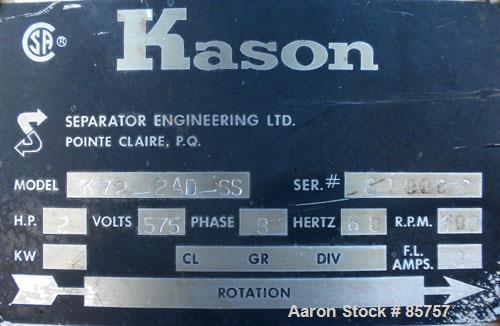 CSA ®
Kason
SEPARATOR ENGINEERING LTD.
POINTE CLAIRE, P.Q.
MODEL K72-2AD-SS SER.#
H.P. 2 VOLTS 575 PHASE 3 HERTZ 60 R.P.M.
KW CL GR DIV F.L. AMPS.
ROTATION
Aaron Stock # 85757